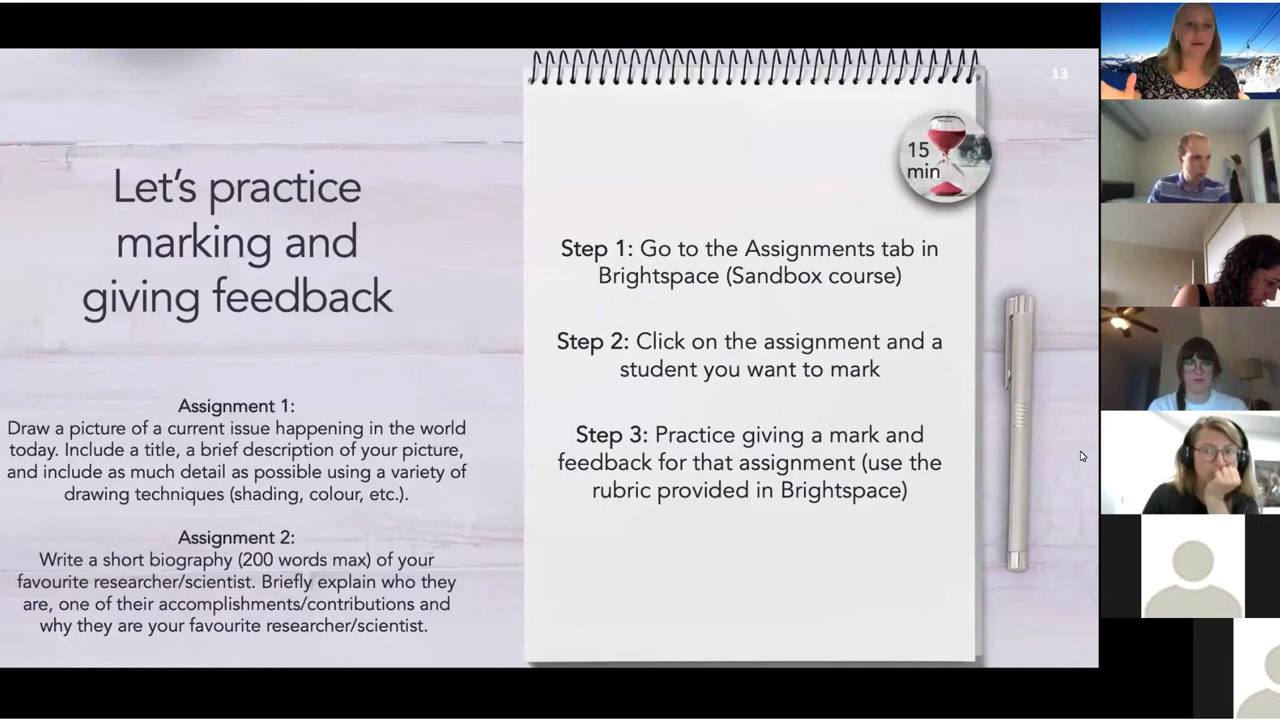 13
Let's practice
marking and
giving feedback
Assignment 1:
Draw a picture of a current issue happening in the world
today. Include a title, a brief description of your picture,
and include as much detail as possible using a variety of
drawing techniques (shading, colour, etc.).
Assignment 2:
Write a short biography (200 words max) of your
favourite researcher/scientist. Briefly explain who they
are, one of their accomplishments/contributions and
why they are your favourite researcher/scientist.
15
min
Step 1: Go to the Assignments tab in
Brightspace (Sandbox course)
Step 2: Click on the assignment and a
student you want to mark
Step 3: Practice giving a mark and
feedback for that assignment (use the
rubric provided in Brightspace)